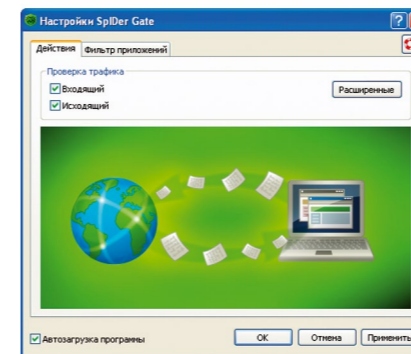 Настройки SpIDer Gate
Действия Фильтр приложений
Проверка трафика
Входящий Расширенные
Исходящий
Автозагрузка программы OK Отмена Применить